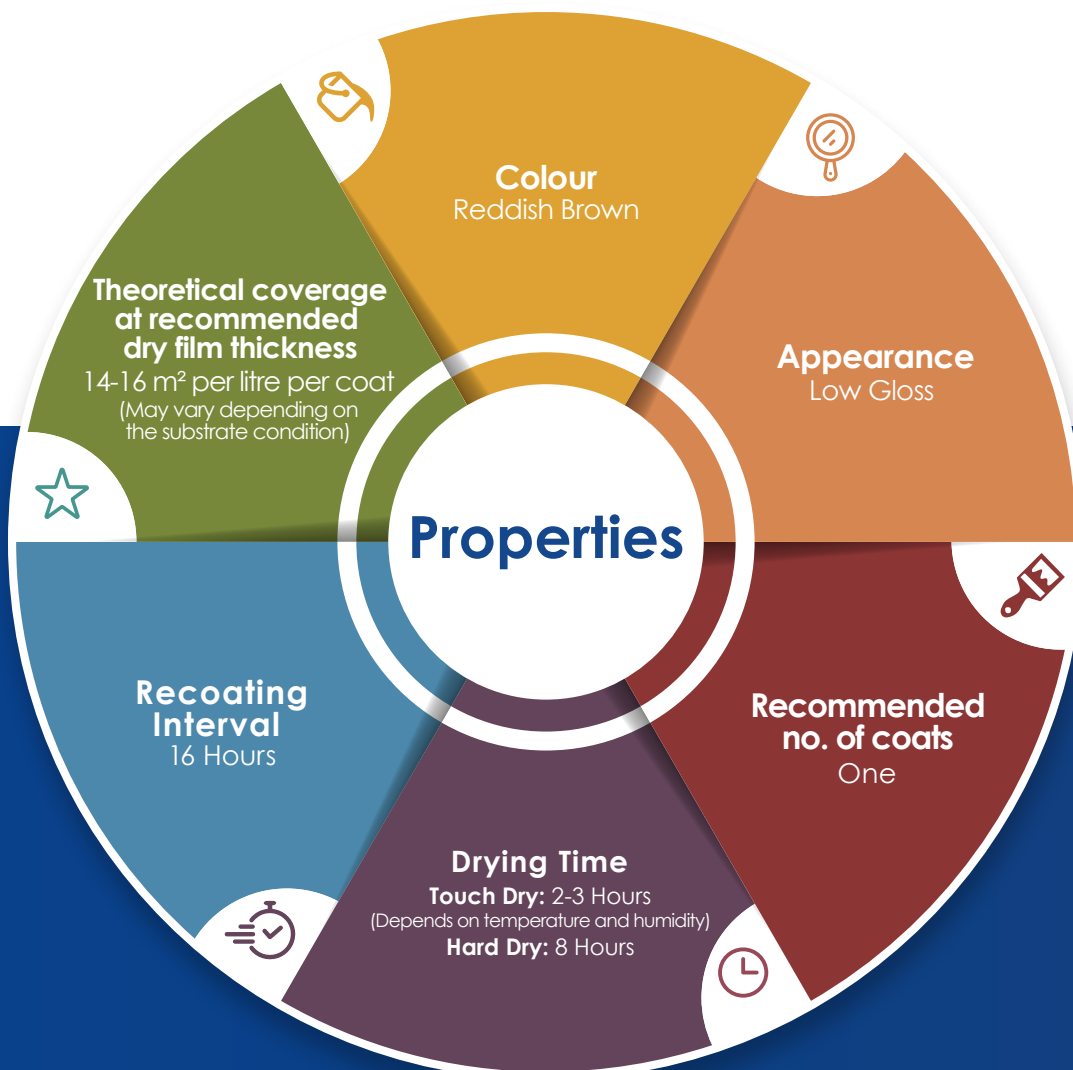 Colour
Reddish Brown
Appearance
Low Gloss
Recommended
no. of coats
One
Drying Time
Touch Dry: 2-3 Hours
(Depends on temperature and humidity)
Hard Dry: 8 Hours
Recoating
Interval
16 Hours
Theoretical coverage
at recommended
dry film thickness
14-16 m² per litre per coat
(May vary depending on
the substrate condition)
Properties